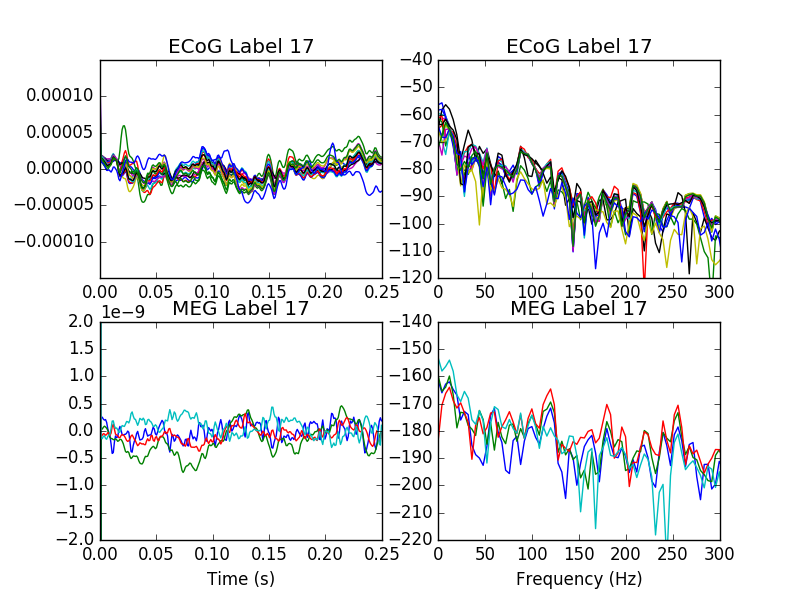 ECoG Label 17
ECoG Label 17
0.00010
0.00005
0.00000
−0.00005
−0.00010
0.00 0.05 0.10 0.15 0.20 0.25
−40
−50
−60
−70
−80
−90
−100
−110
−120
0 50 100 150 200 250 300
1e−9
MEG Label 17
MEG Label 17
2.0
1.5
1.0
0.5
0.0
−0.5
−1.0
−1.5
−2.0
0.00 0.05 0.10 0.15 0.20 0.25
Time (s)
−140
−150
−160
−170
−180
−190
−200
−210
−220
0 50 100 150 200 250 300
Frequency (Hz)